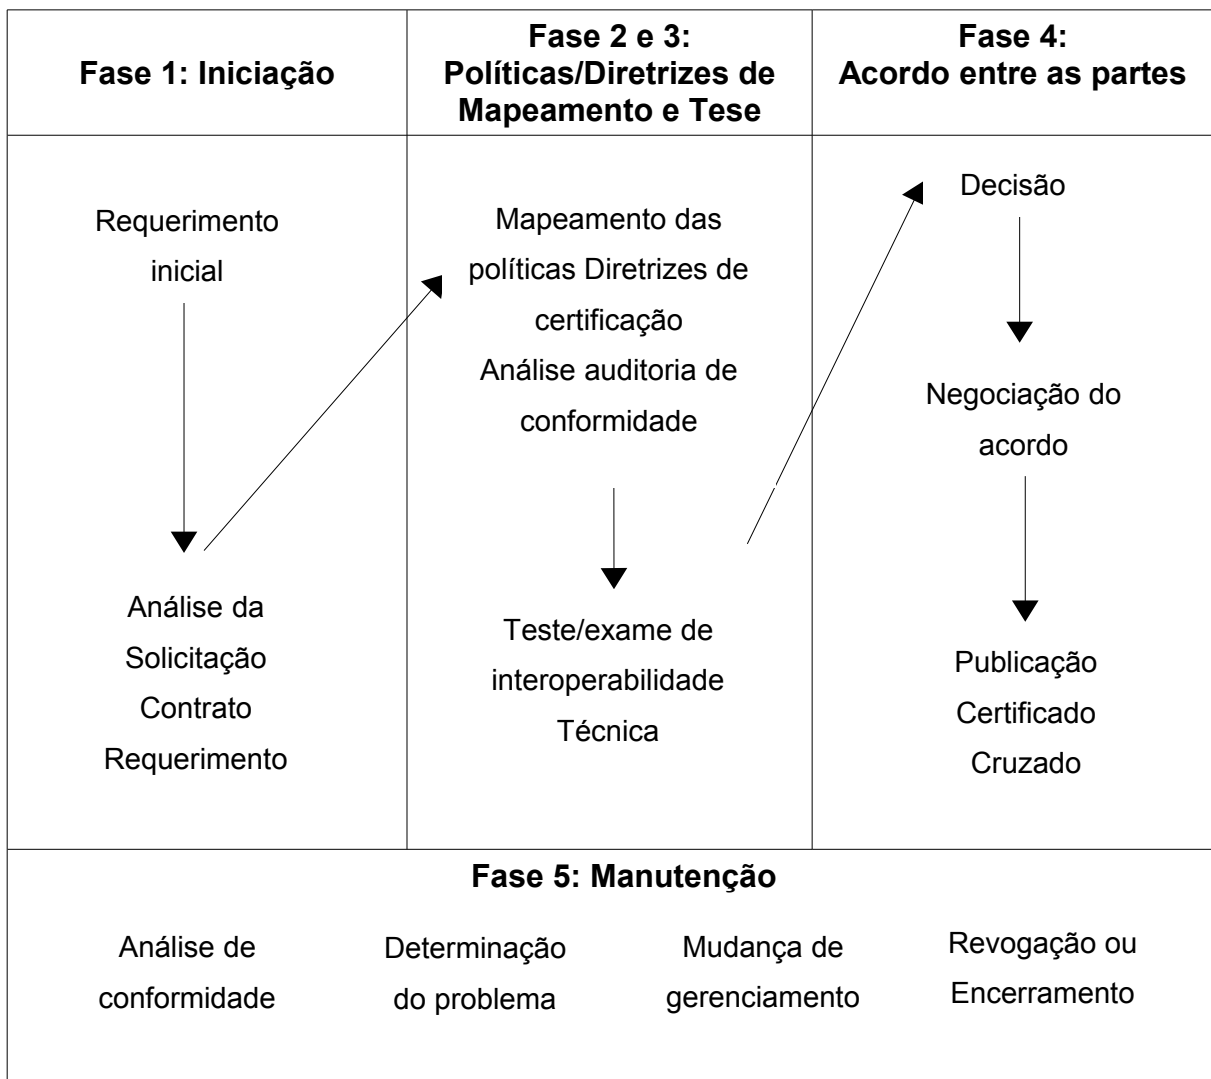 Fase 1: Iniciação
Fase 2 e 3:
Políticas/Diretrizes de
Mapeamento e Tese
Fase 4:
Acordo entre as partes
Requerimento
inicial
Análise da
Solicitação
Contrato
Requerimento
Mapeamento das
políticas Diretrizes de
certificação
Análise auditoria de
conformidade
Teste/exame de
interoperabilidade
Técnica
Decisão
Negociação do
acordo
Publicação
Certificado
Cruzado
Fase 5: Manutenção
Análise de
conformidade
Determinação
do problema
Mudança de
gerenciamento
Revogação ou
Encerramento